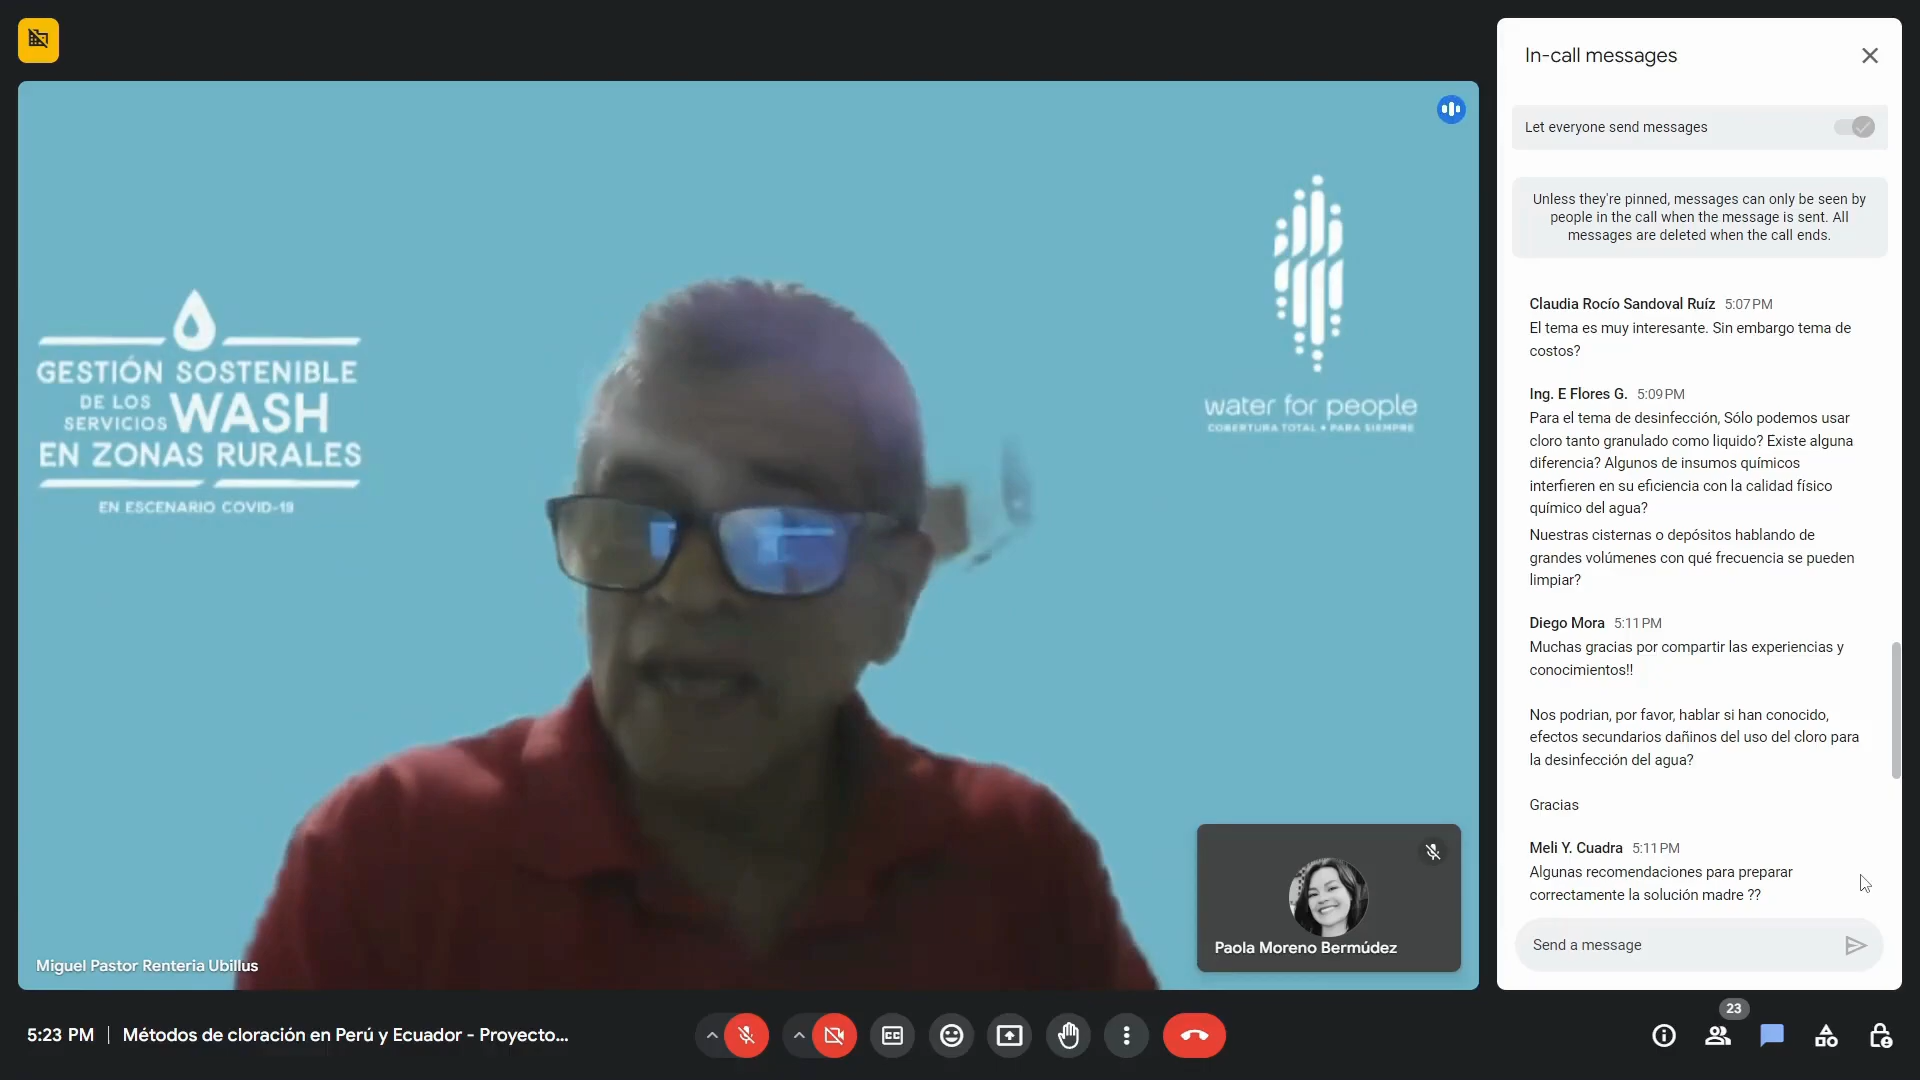 GESTIÓN SOSTENIBLE
DE LOS
SERVICIOS WASH
EN ZONAS RURALES
EN ESCENARIO COVID-19
water for people
COBERTURA TOTAL • PARA SIEMPRE
Miguel Pastor Renteria Ubillus
Paola Moreno Bermúdez
In-call messages
Let everyone send messages
Unless they're pinned, messages can only be seen by
people in the call when the message is sent. All
messages are deleted when the call ends.
Claudia Rocío Sandoval Ruíz 5:07 PM
El tema es muy interesante. Sin embargo tema de
costos?
Ing. E Flores G. 5:09 PM
Para el tema de desinfección, Sólo podemos usar
cloro tanto granulado como liquido? Existe alguna
diferencia? Algunos de insumos químicos
interfieren en su eficiencia con la calidad físico
químico del agua?
Nuestras cisternas o depósitos hablando de
grandes volúmenes con qué frecuencia se pueden
limpiar?
Diego Mora 5:11 PM
Muchas gracias por compartir las experiencias y
conocimientos!!
Nos podrian, por favor, hablar si han conocido,
efectos secundarios dañinos del uso del cloro para
la desinfección del agua?
Gracias
Meli Y. Cuadra 5:11 PM
Algunas recomendaciones para preparar
correctamente la solución madre ??
Send a message
5:23 PM | Métodos de cloración en Perú y Ecuador - Proyecto...
CC
23